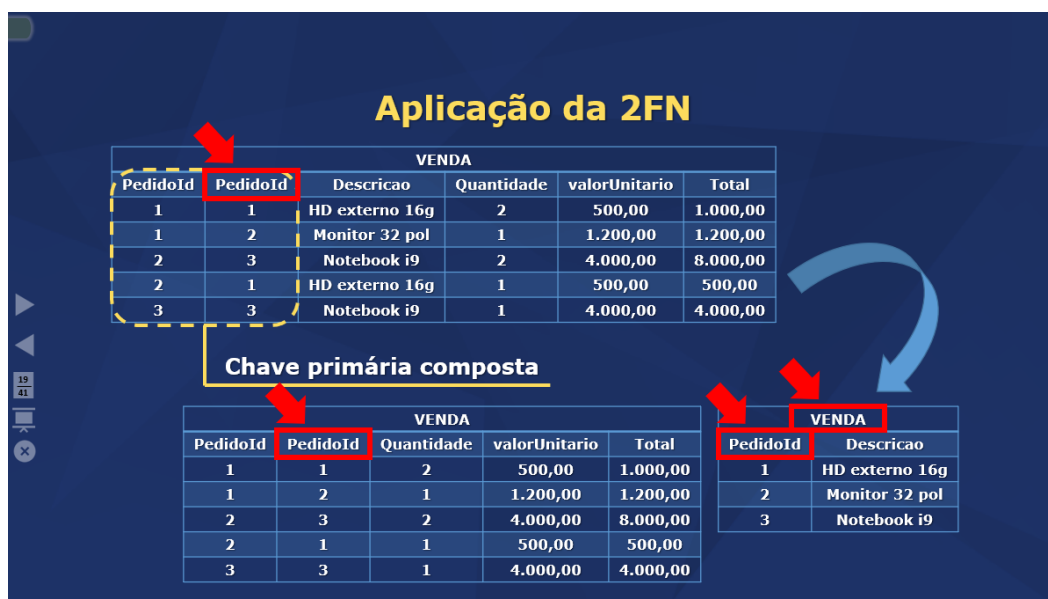 Aplicação da 2FN
VENDA
PedidoId PedidoId Descricao Quantidade valorUnitario Total
1 1 HD externo 16g 2 500,00 1.000,00
1 2 Monitor 32 pol 1 1.200,00 1.200,00
2 3 Notebook i9 2 4.000,00 8.000,00
2 1 HD externo 16g 1 500,00 500,00
3 3 Notebook i9 1 4.000,00 4.000,00
Chave primária composta
19
41
VENDA
PedidoId PedidoId Quantidade valorUnitario Total
1 1 2 500,00 1.000,00
1 2 1 1.200,00 1.200,00
2 3 2 4.000,00 8.000,00
2 1 1 500,00 500,00
3 3 1 4.000,00 4.000,00
VENDA
PedidoId Descricao
1 HD externo 16g
2 Monitor 32 pol
3 Notebook i9